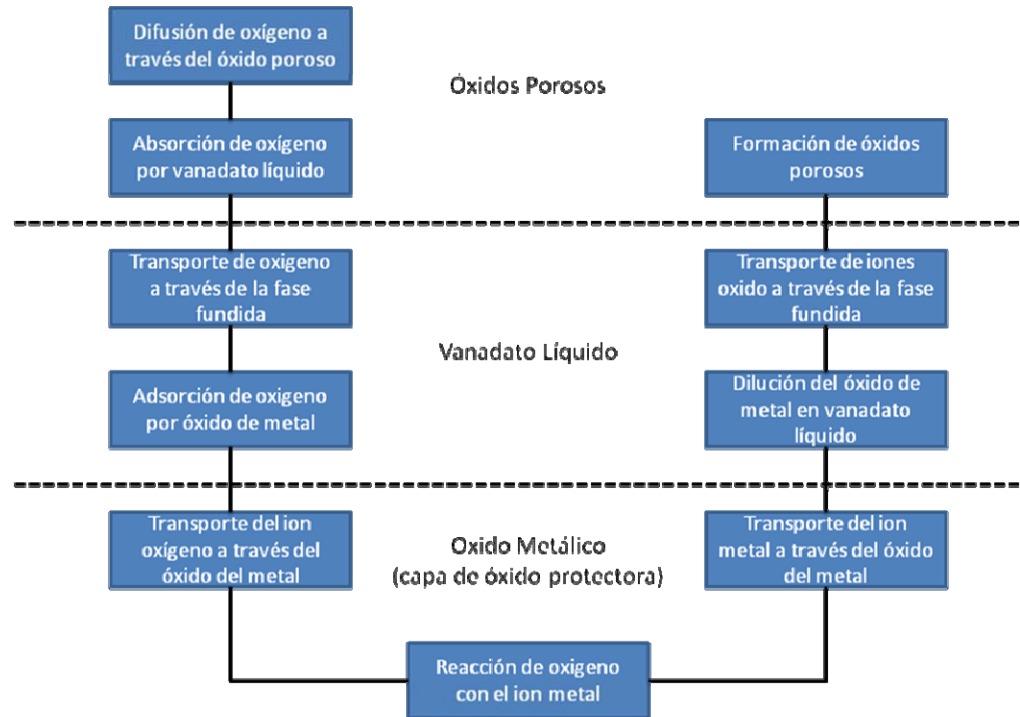 Difusión de oxígeno a
través del óxido poroso
Óxidos Porosos
Absorción de oxígeno
por vanadato líquido
Formación de óxidos
porosos
Transporte de oxigeno
a través de la fase
fundida
Transporte de iones
oxido a través de la fase
fundida
Vanadato Líquido
Adsorción de oxigeno
por óxido de metal
Dilución del óxido de
metal en vanadato
líquido
Transporte del ion
oxígeno a través del
óxido del metal
Oxido Metálico
(capa de óxido protectora)
Transporte del ion
metal a través del óxido
del metal
Reacción de oxigeno
con el ion metal